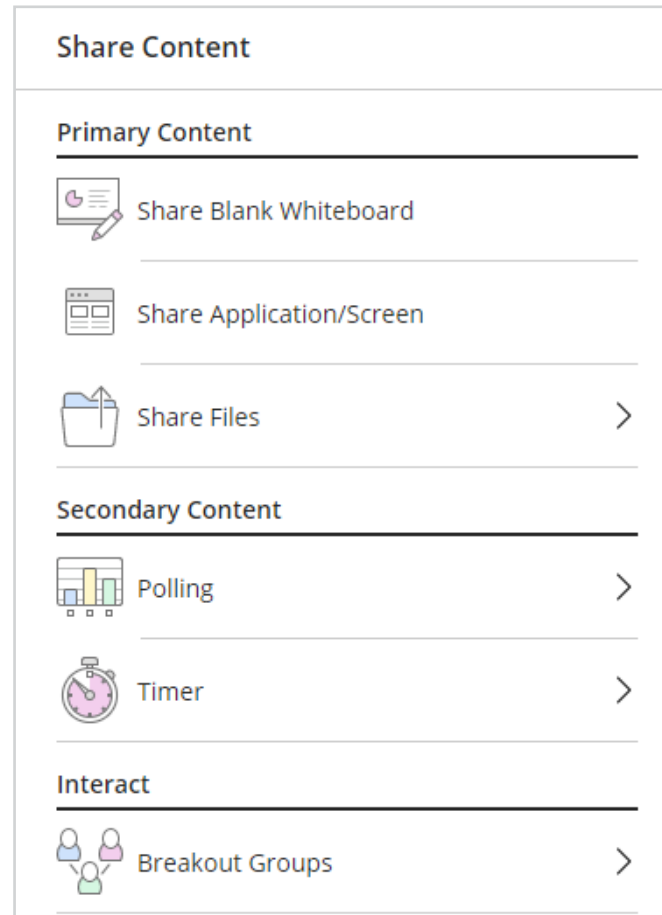 Share Content
Primary Content
Share Blank Whiteboard
Share Application/Screen
Share Files
Secondary Content
Polling
Timer
Interact
Breakout Groups